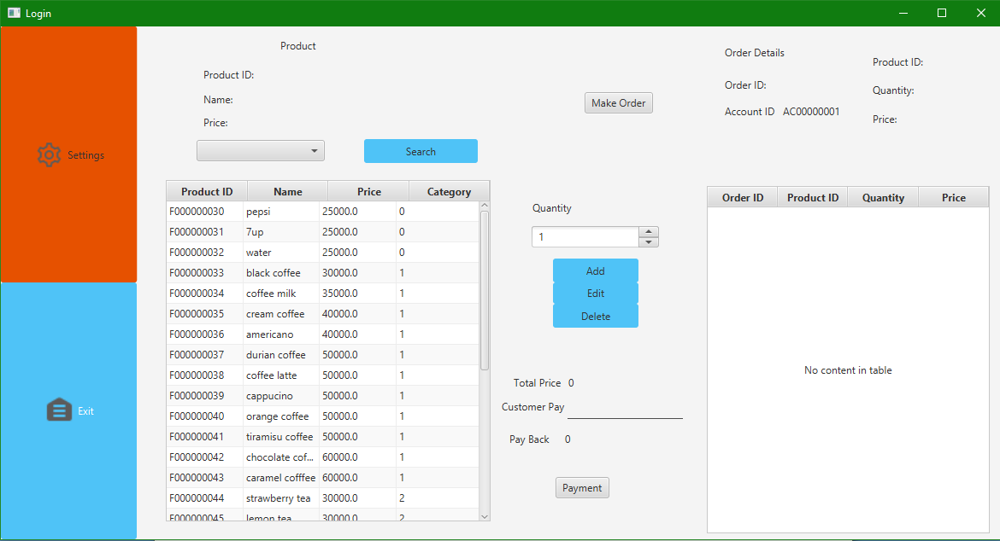 Login
Settings
Exit
Product
Product ID:
Name:
Price:
Search
Make Order
Order Details
Order ID:
Account ID AC00000001
Product ID:
Quantity:
Price:
Product ID Name Price Category
F000000030 pepsi 25000.0 0
F000000031 7up 25000.0 0
F000000032 water 25000.0 0
F000000033 black coffee 30000.0 1
F000000034 coffee milk 35000.0 1
F000000035 cream coffee 40000.0 1
F000000036 americano 40000.0 1
F000000037 durian coffee 50000.0 1
F000000038 coffee latte 50000.0 1
F000000039 cappucino 50000.0 1
F000000040 orange coffee 50000.0 1
F000000041 tiramisu coffee 50000.0 1
F000000042 chocolate cof... 60000.0 1
F000000043 caramel cofffee 60000.0 1
F000000044 strawberry tea 30000.0 2
F000000045 lemon tea 30000.0 2
Quantity
1
Add
Edit
Delete
Total Price 0
Customer Pay
Pay Back 0
Payment
Order ID Product ID Quantity Price
No content in table